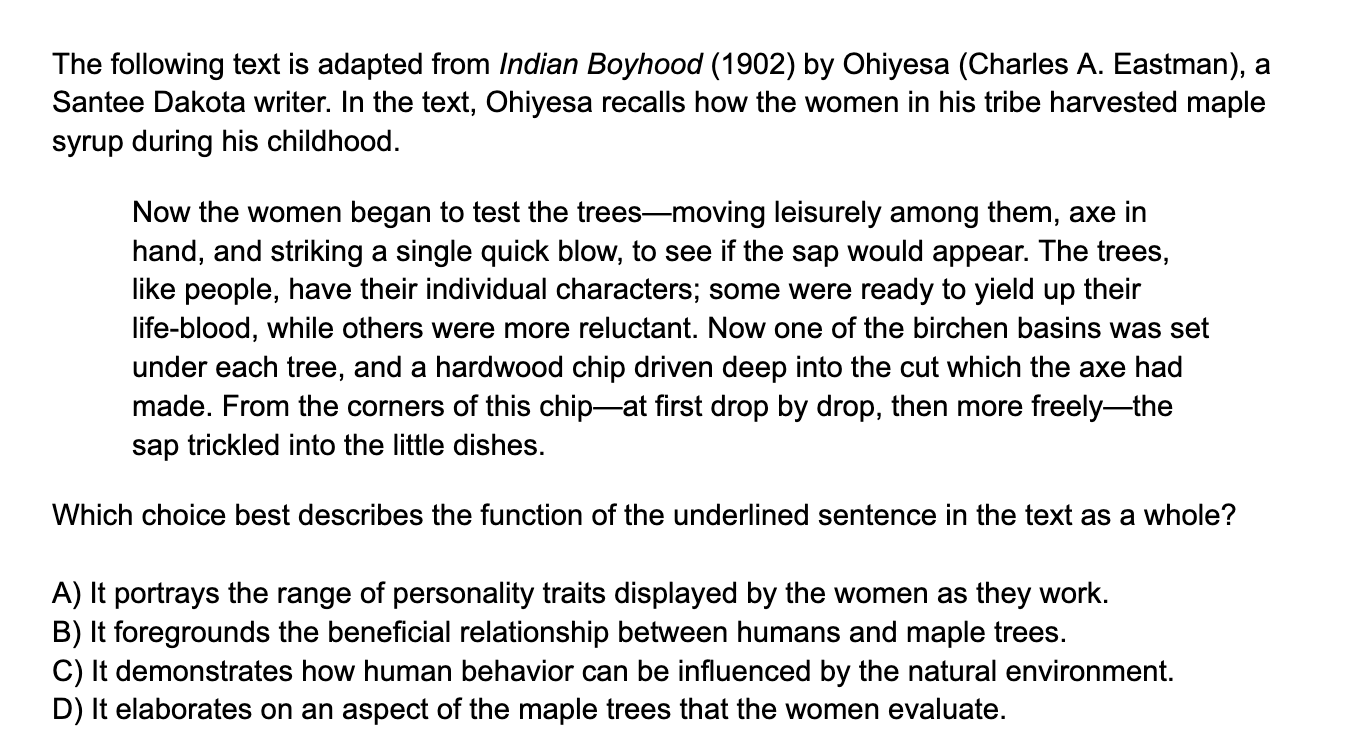 The following text is adapted from Indian Boyhood (1902) by Ohiyesa (Charles A. Eastman), a
Santee Dakota writer. In the text, Ohiyesa recalls how the women in his tribe harvested maple
syrup during his childhood.
Now the women began to test the trees—moving leisurely among them, axe in
hand, and striking a single quick blow, to see if the sap would appear. The trees,
like people, have their individual characters; some were ready to yield up their
life-blood, while others were more reluctant. Now one of the birchen basins was set
under each tree, and a hardwood chip driven deep into the cut which the axe had
made. From the corners of this chip—at first drop by drop, then more freely—the
sap trickled into the little dishes.
Which choice best describes the function of the underlined sentence in the text as a whole?
A) It portrays the range of personality traits displayed by the women as they work.
B) It foregrounds the beneficial relationship between humans and maple trees.
C) It demonstrates how human behavior can be influenced by the natural environment.
D) It elaborates on an aspect of the maple trees that the women evaluate.